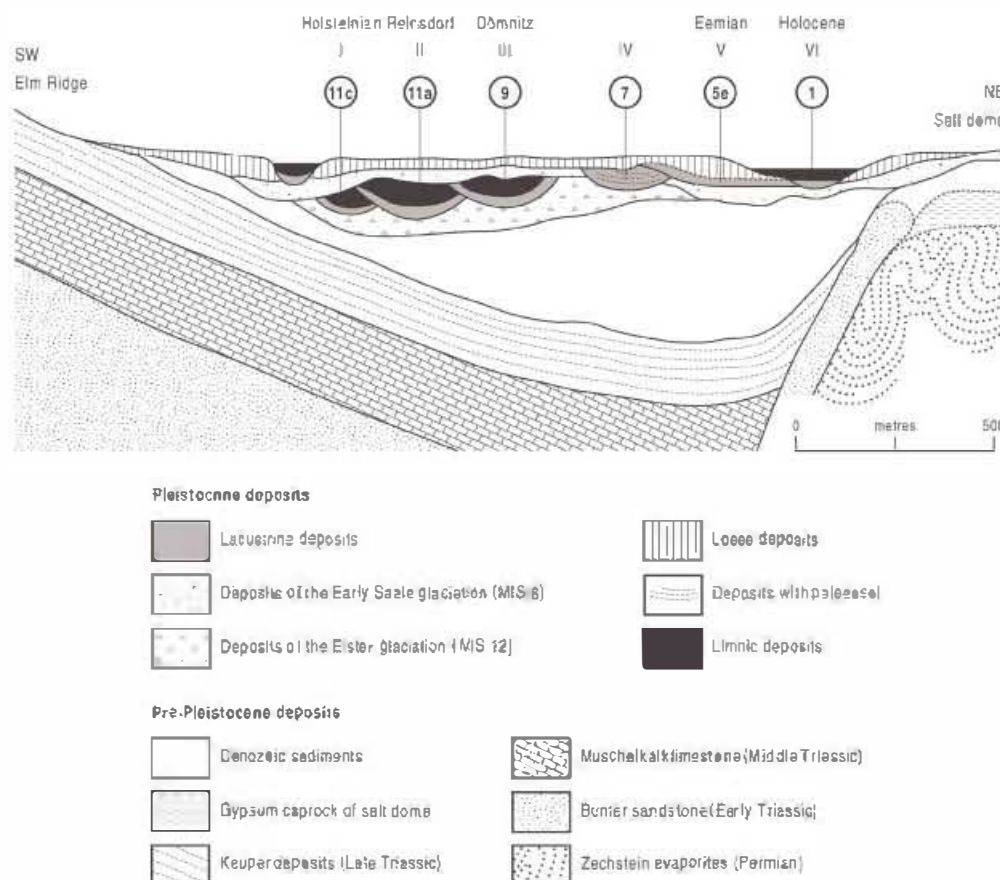 Holsteinian Reinsdorf Dömnitz Eemian Holocene
I II III IV V VI
SW
Elm Ridge
11c 11a 9 7 5e 1
NE
Salt dome
0 metres 500
Pleistocene deposits
Lacustrine deposits
Deposits of the Early Saale glaciation (MIS 8)
Deposits of the Elster glaciation (MIS 12)
Loess deposits
Deposits with paleosol
Limnic deposits
Pre-Pleistocene deposits
Cenozoic sediments
Gypsum caprock of salt dome
Keuper deposits (Late Triassic)
Muschelkalk limestone (Middle Triassic)
Bunter sandstone (Early Triassic)
Zechstein evaporites (Permian)